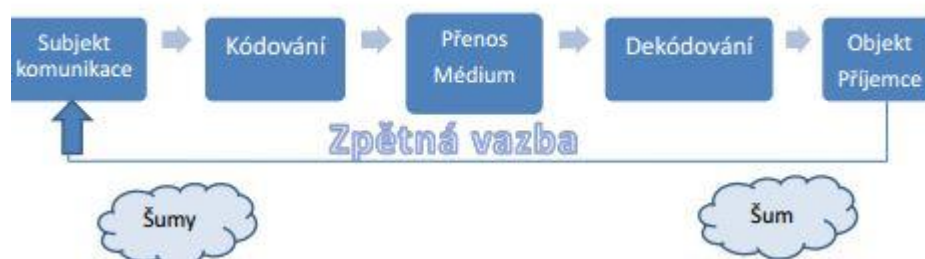 Subjekt
komunikace
Kódování
Přenos
Médium
Dekódování
Objekt
Příjemce
Zpětná vazba
Šumy
Šum